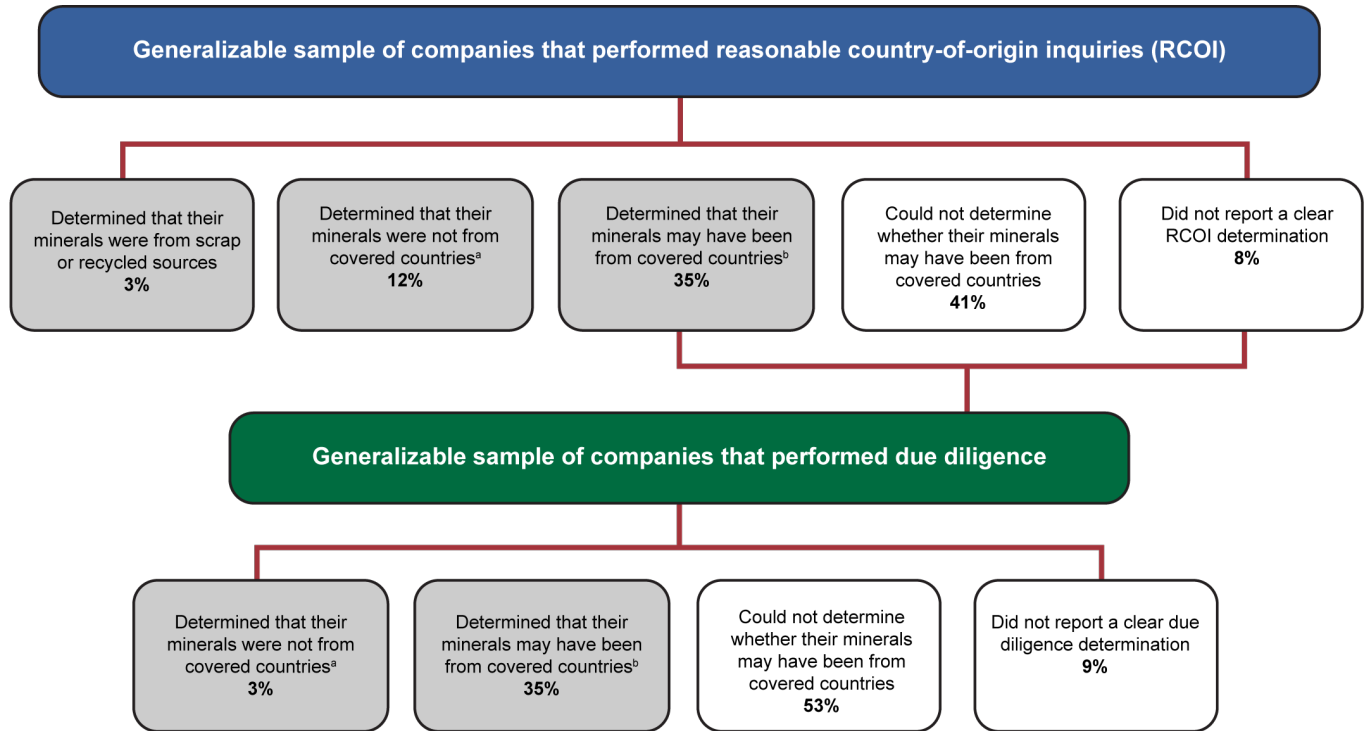 Generalizable sample of companies that performed reasonable country-of-origin inquiries (RCOI)
Determined that their
minerals were from scrap
or recycled sources
3%
Determined that their
minerals were not from
covered countriesᵃ
12%
Determined that their
minerals may have been
from covered countriesᵇ
35%
Could not determine
whether their minerals
may have been from
covered countries
41%
Did not report a clear
RCOI determination
8%
Generalizable sample of companies that performed due diligence
Determined that their
minerals were not from
covered countriesᵃ
3%
Determined that their
minerals may have been
from covered countriesᵇ
35%
Could not determine
whether their minerals
may have been from
covered countries
53%
Did not report a clear due
diligence determination
9%